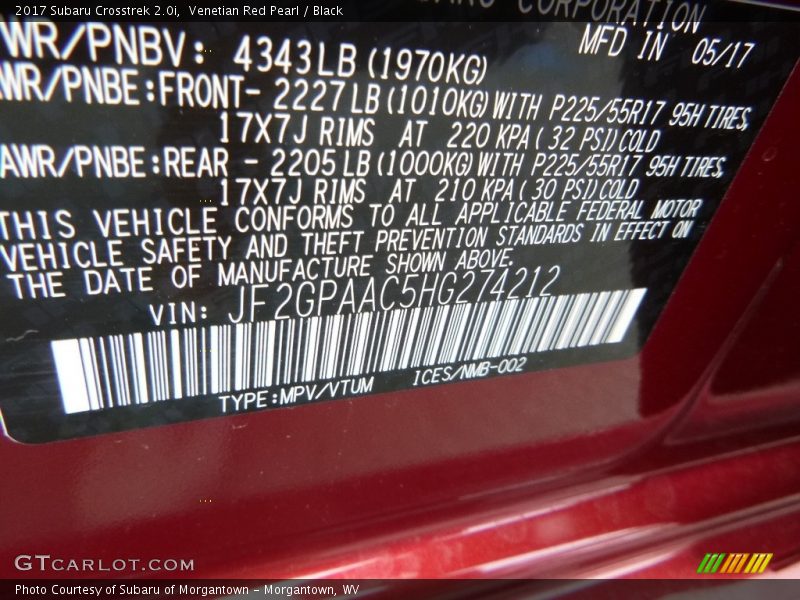 2017 Subaru Crosstrek 2.0i, Venetian Red Pearl / Black
CORPORATION
MFD IN 05/17
WR/PNBV: 4343LB (1970KG)
WR/PNBE:FRONT- 2227 LB (1010KG) WITH P225/55R17 95H TIRES,
17X7J RIMS AT 220 KPA ( 32 PSI) COLD
AWR/PNBE:REAR - 2205 LB (1000KG) WITH P225/55R17 95H TIRES,
17X7J RIMS AT 210 KPA ( 30 PSI) COLD
THIS VEHICLE CONFORMS TO ALL APPLICABLE FEDERAL MOTOR
VEHICLE SAFETY AND THEFT PREVENTION STANDARDS IN EFFECT ON
THE DATE OF MANUFACTURE SHOWN ABOVE.
VIN: JF2GPAAC5HG274212
TYPE:MPV/VTUM ICES/NMB-002
GTCARLOT.COM
Photo Courtesy of Subaru of Morgantown - Morgantown, WV